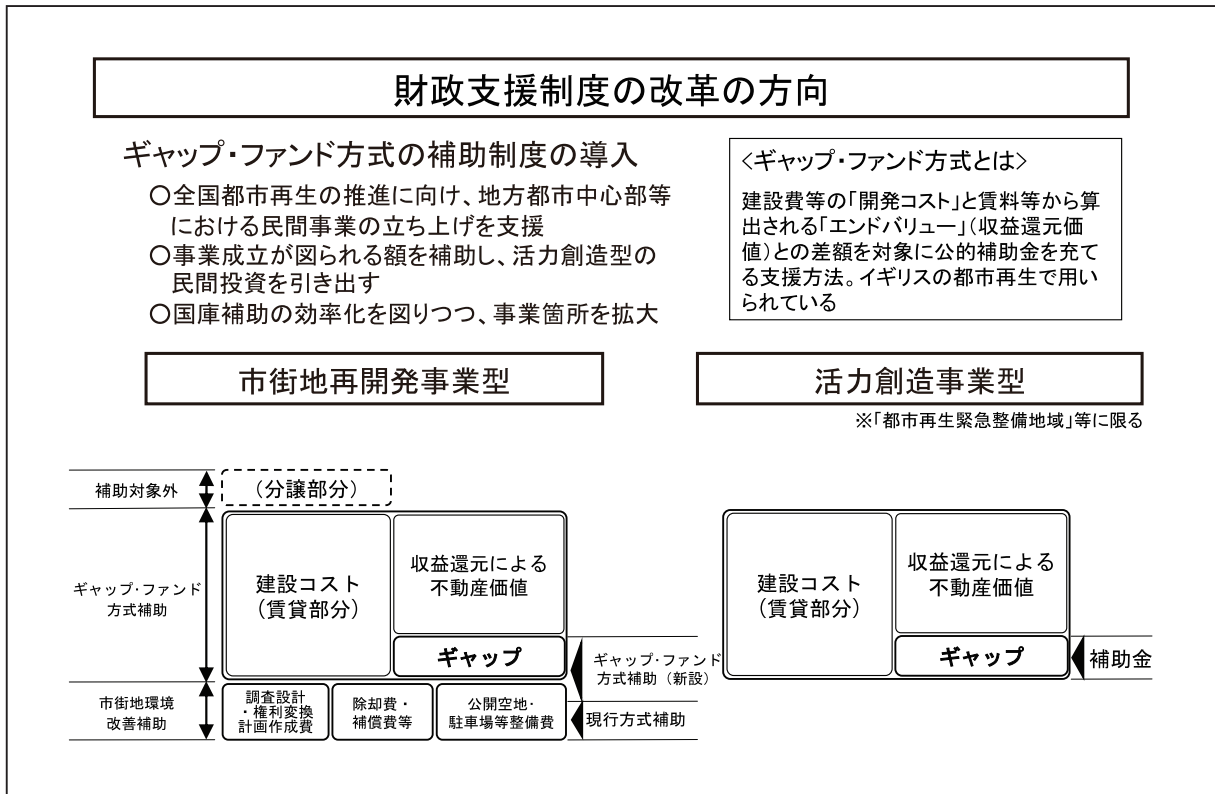 財政支援制度の改革の方向
ギャップ・ファンド方式の補助制度の導入
○全国都市再生の推進に向け、地方都市中心部等
における民間事業の立ち上げを支援
○事業成立が図られる額を補助し、活力創造型の
民間投資を引き出す
○国庫補助の効率化を図りつつ、事業箇所を拡大
<ギャップ・ファンド方式とは>
建設費等の「開発コスト」と賃料等から算
出される「エンドバリュー」(収益還元価
値)との差額を対象に公的補助金を充て
る支援方法。イギリスの都市再生で用い
られている
市街地再開発事業型
補助対象外
(分譲部分)
ギャップ・ファンド
方式補助
建設コスト
(賃貸部分)
収益還元による
不動産価値
ギャップ
ギャップ・ファンド
方式補助(新設)
市街地環境
改善補助
調査設計
・権利変換
計画作成費
除却費・
補償費等
公開空地・
駐車場等整備費
現行方式補助
活力創造事業型
※「都市再生緊急整備地域」等に限る
建設コスト
(賃貸部分)
収益還元による
不動産価値
ギャップ
補助金